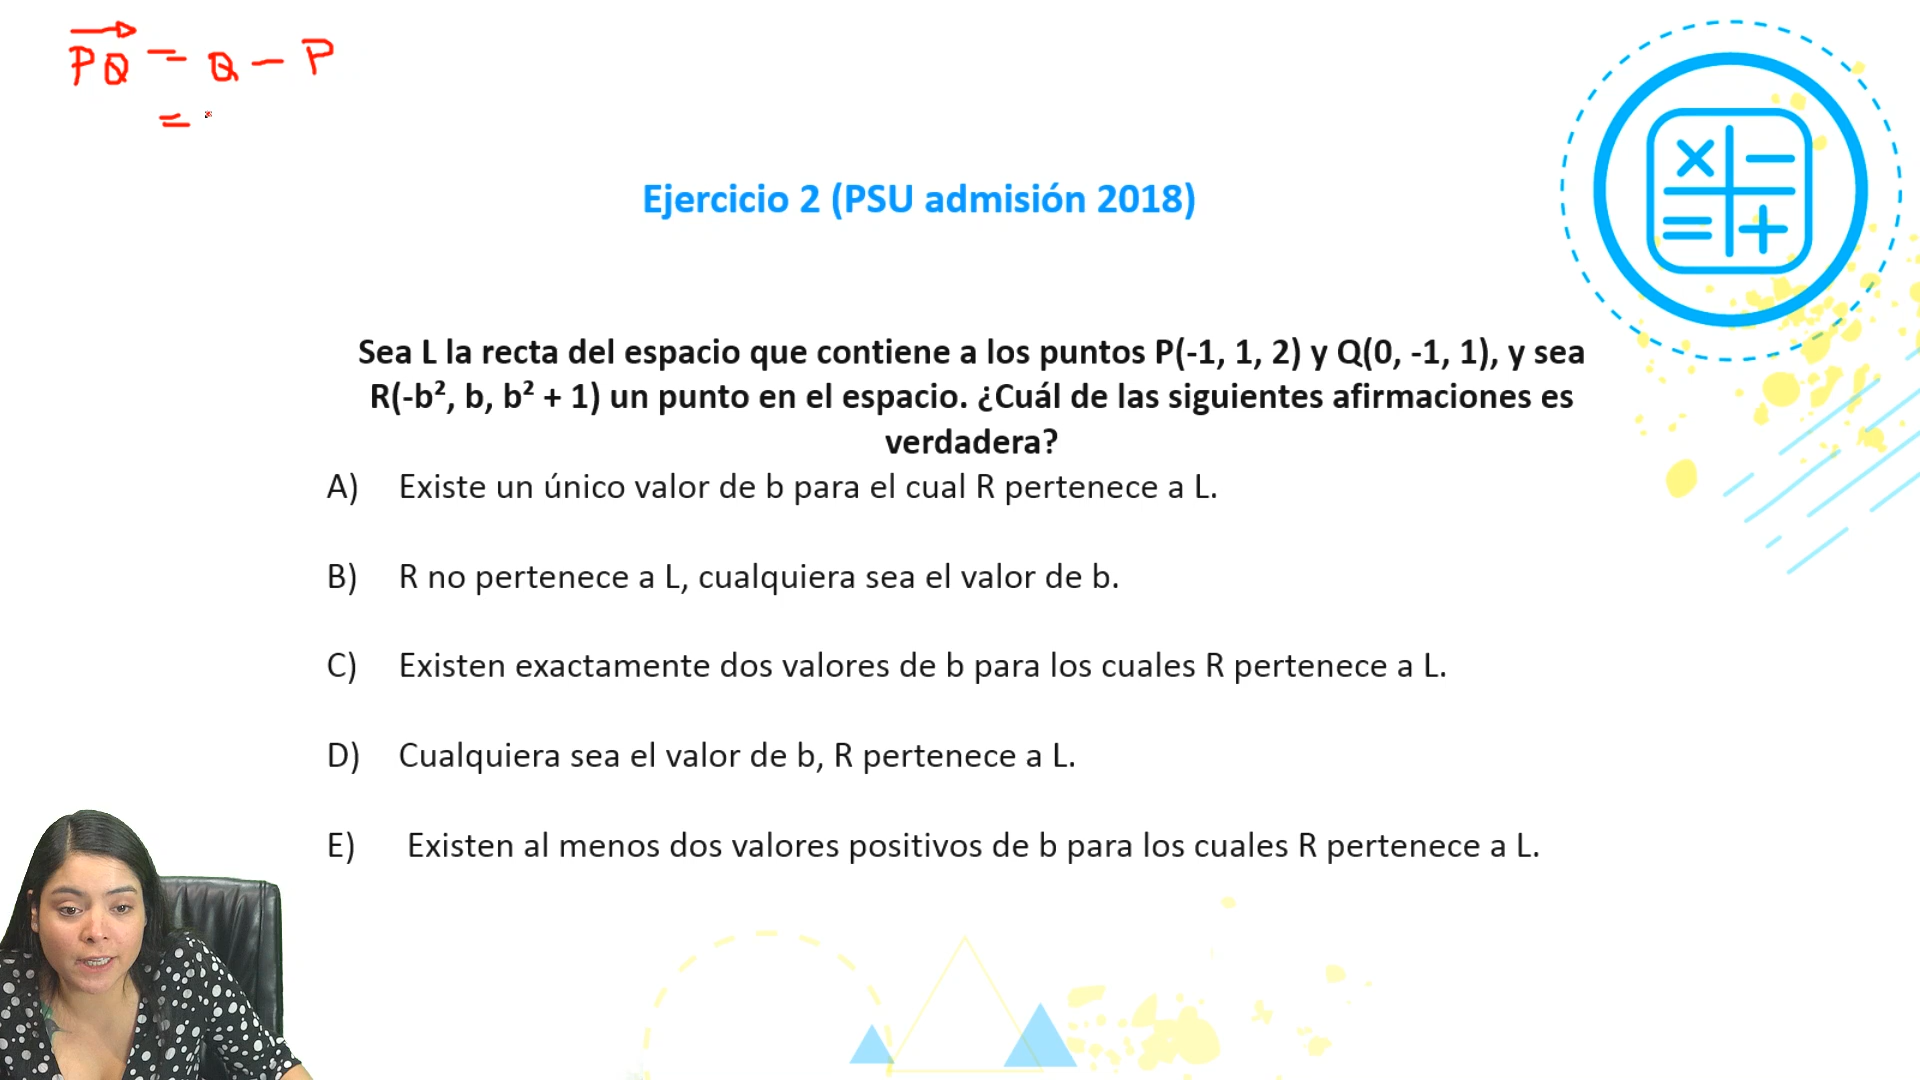 PQ = Q - P
=
Ejercicio 2 (PSU admisión 2018)
Sea L la recta del espacio que contiene a los puntos P(-1, 1, 2) y Q(0, -1, 1), y sea
R(-b², b, b² + 1) un punto en el espacio. ¿Cuál de las siguientes afirmaciones es
verdadera?
A) Existe un único valor de b para el cual R pertenece a L.
B) R no pertenece a L, cualquiera sea el valor de b.
C) Existen exactamente dos valores de b para los cuales R pertenece a L.
D) Cualquiera sea el valor de b, R pertenece a L.
E) Existen al menos dos valores positivos de b para los cuales R pertenece a L.